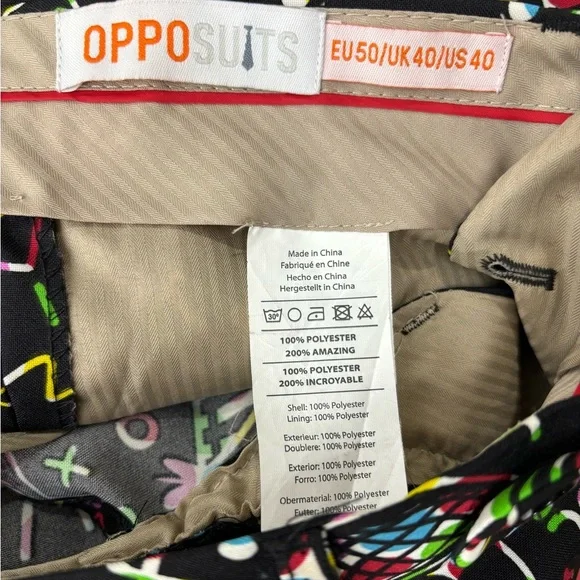 OPPOSUITS
EU50/UK40/US40
Made in China
Fabriqué en Chine
Hecho en China
Hergestellt in China
30°
100% POLYESTER
200% AMAZING
100% POLYESTER
200% INCROYABLE
Shell: 100% Polyester
Lining: 100% Polyester
Exterieur: 100% Polyester
Doubliere: 100% Polyester
Exterior: 100% Polyester
Forro: 100% Polyester
Obermaterial: 100% Polyester
Futter: 100% Polyester